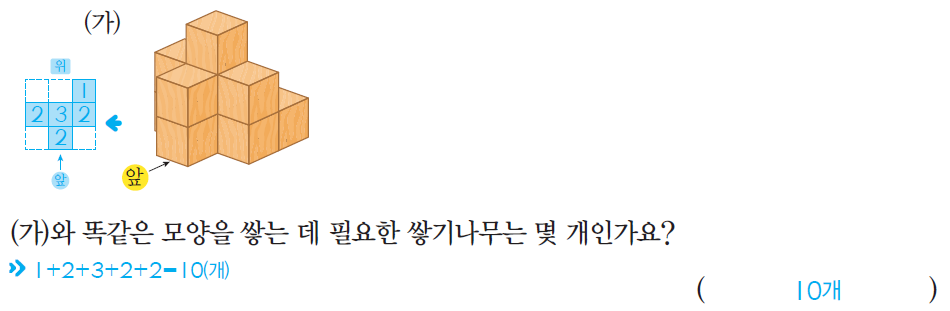 (가)
위
1
2 3 2
2
앞
앞
(가)와 똑같은 모양을 쌓는 데 필요한 쌓기나무는 몇 개인가요?
» 1+2+3+2+2=10(개)
( 10개 )